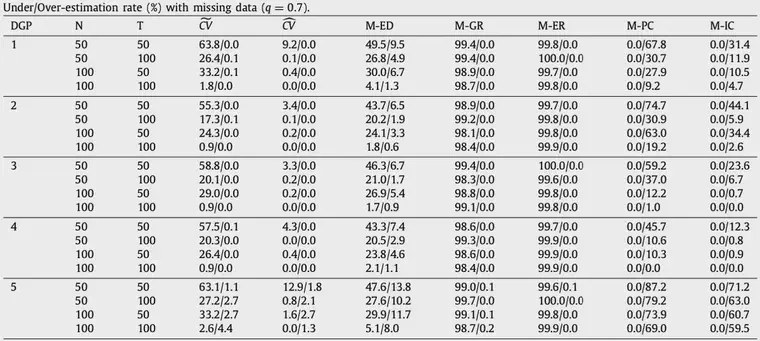 Under/Over-estimation rate (%) with missing data (q = 0.7).
DGP N T C͠V C͡V M-ED M-GR M-ER M-PC M-IC
1 50 50 63.8/0.0 9.2/0.0 49.5/9.5 99.4/0.0 99.8/0.0 0.0/67.8 0.0/31.4
50 100 26.4/0.1 0.1/0.0 26.8/4.9 99.4/0.0 100.0/0.0 0.0/30.7 0.0/11.9
100 50 33.2/0.1 0.4/0.0 30.0/6.7 98.9/0.0 99.7/0.0 0.0/27.9 0.0/10.5
100 100 1.8/0.0 0.0/0.0 4.1/1.3 98.7/0.0 99.8/0.0 0.0/9.2 0.0/4.7
2 50 50 55.3/0.0 3.4/0.0 43.7/6.5 98.9/0.0 99.7/0.0 0.0/74.7 0.0/44.1
50 100 17.3/0.1 0.1/0.0 20.2/1.9 99.2/0.0 99.8/0.0 0.0/30.9 0.0/5.9
100 50 24.3/0.0 0.2/0.0 24.1/3.3 98.1/0.0 99.8/0.0 0.0/63.0 0.0/34.4
100 100 0.9/0.0 0.0/0.0 1.8/0.6 98.4/0.0 99.9/0.0 0.0/19.2 0.0/2.6
3 50 50 58.8/0.0 3.3/0.0 46.3/6.7 99.4/0.0 100.0/0.0 0.0/59.2 0.0/23.6
50 100 20.1/0.0 0.2/0.0 21.0/1.7 98.3/0.0 99.6/0.0 0.0/37.0 0.0/6.7
100 50 29.0/0.0 0.2/0.0 26.9/5.4 98.8/0.0 99.8/0.0 0.0/12.2 0.0/0.7
100 100 0.9/0.0 0.0/0.0 1.7/0.9 99.1/0.0 99.8/0.0 0.0/1.0 0.0/0.0
4 50 50 57.5/0.1 4.3/0.0 43.3/7.4 98.6/0.0 99.7/0.0 0.0/45.7 0.0/12.3
50 100 20.3/0.0 0.0/0.0 20.5/2.9 99.3/0.0 99.9/0.0 0.0/10.6 0.0/0.8
100 50 26.4/0.0 0.4/0.0 23.8/4.6 98.6/0.0 99.9/0.0 0.0/10.3 0.0/0.9
100 100 0.9/0.0 0.0/0.0 2.1/1.1 98.4/0.0 99.9/0.0 0.0/0.0 0.0/0.0
5 50 50 63.1/1.1 12.9/1.8 47.6/13.8 99.0/0.1 99.6/0.1 0.0/87.2 0.0/71.2
50 100 27.2/2.7 0.8/2.1 27.6/10.2 99.7/0.0 100.0/0.0 0.0/79.2 0.0/63.0
100 50 33.2/2.7 1.6/2.7 29.9/11.7 99.1/0.1 99.8/0.0 0.0/73.9 0.0/60.7
100 100 2.6/4.4 0.0/1.3 5.1/8.0 98.7/0.2 99.9/0.0 0.0/69.0 0.0/59.5